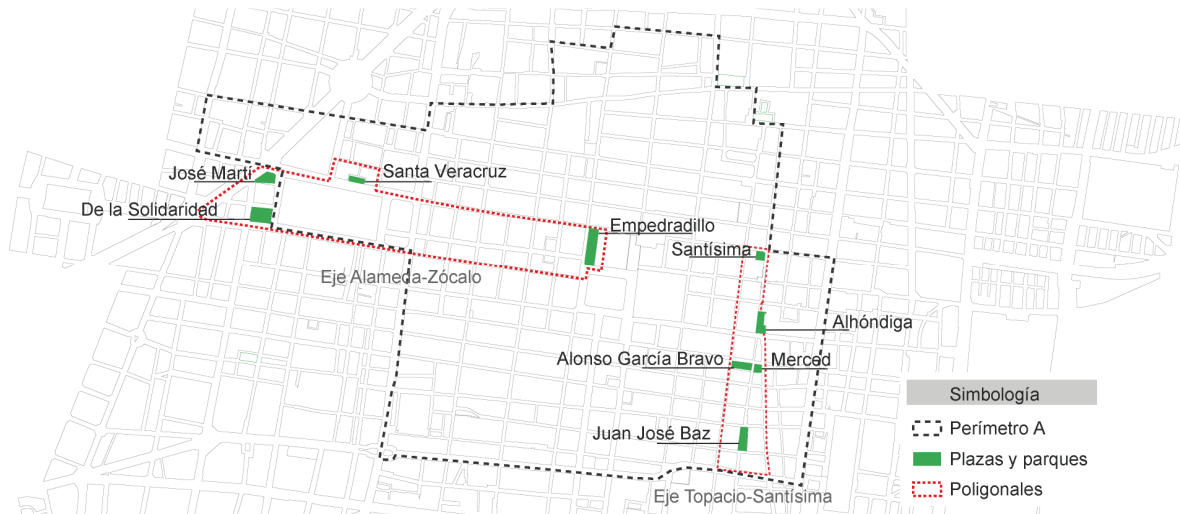 José Martí
Santa Veracruz
De la Solidaridad
Empedradillo
Santísima
Eje Alameda-Zócalo
Alhóndiga
Alonso García Bravo
Merced
Juan José Baz
Eje Topacio-Santísima
Simbología
Perímetro A
Plazas y parques
Poligonales